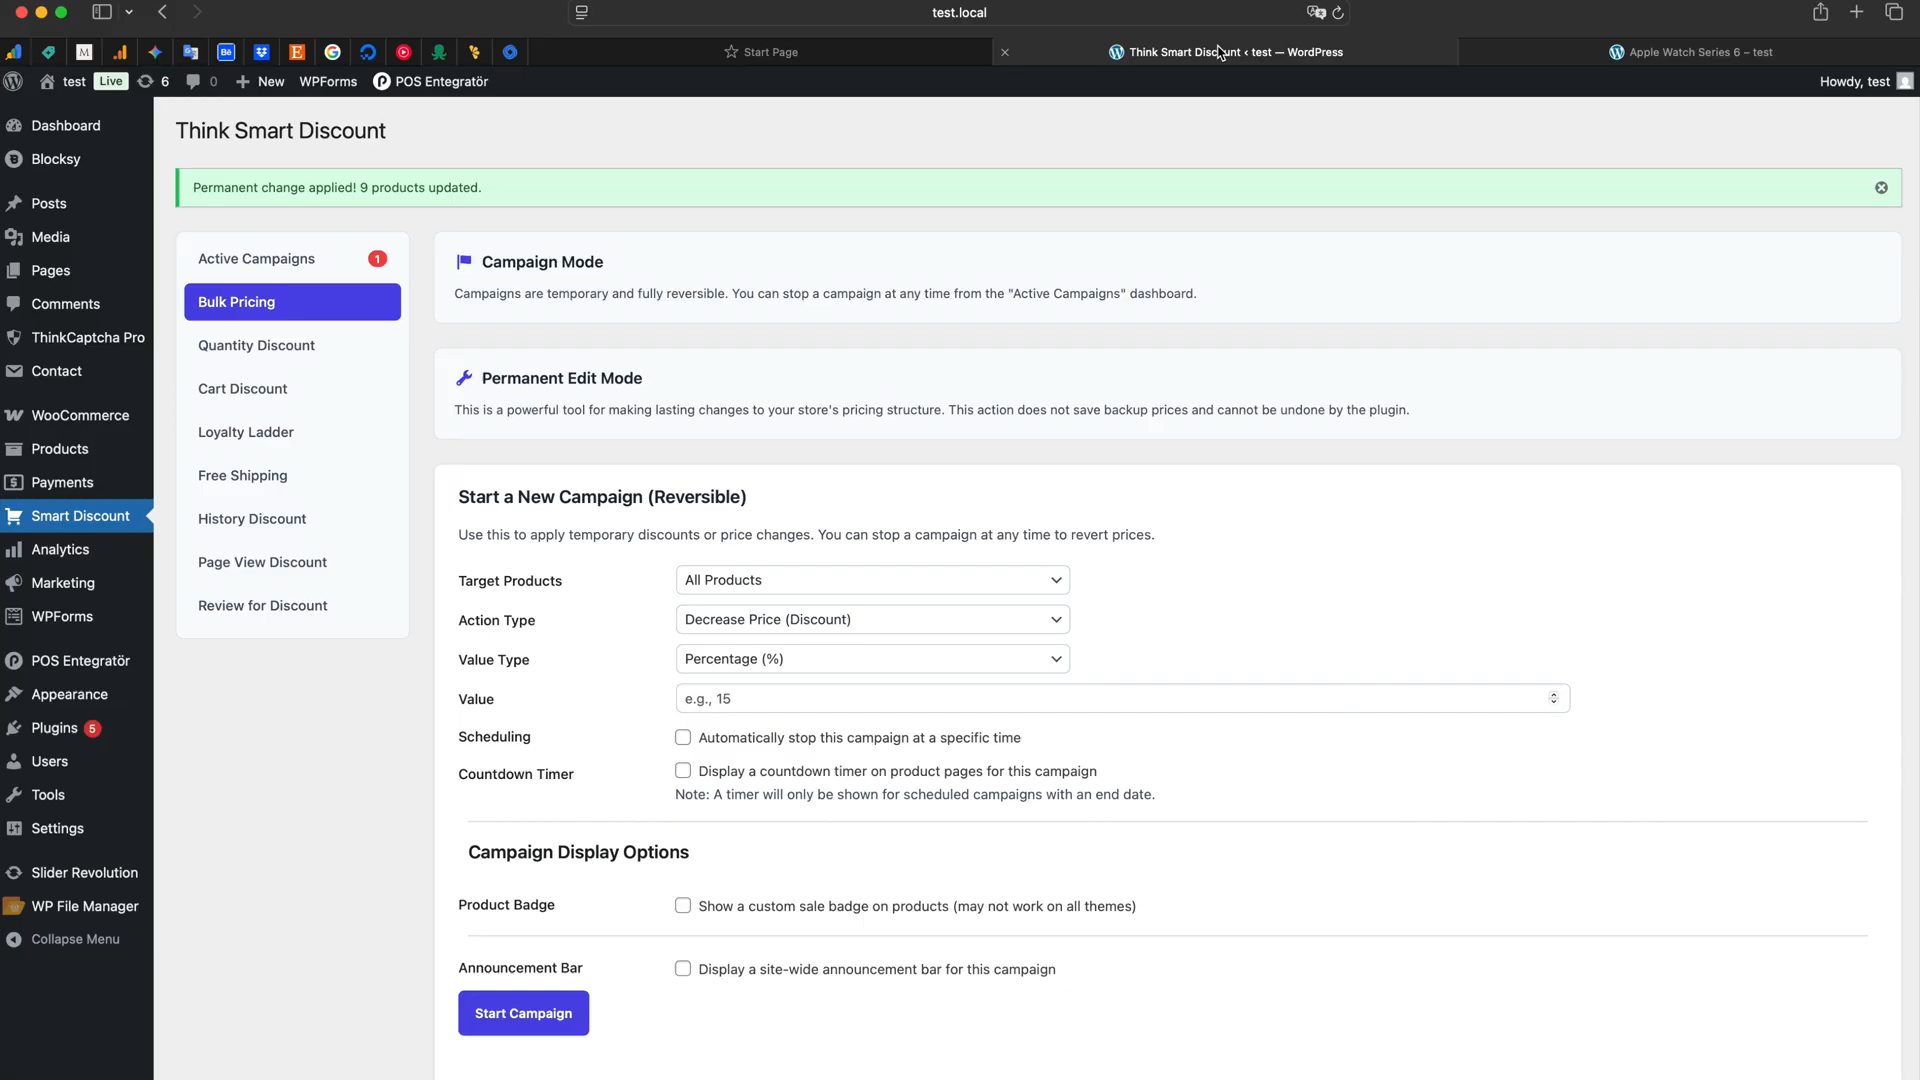 test.local
Bē
M
Start Page
Think Smart Discount ‹ test — WordPress
Apple Watch Series 6 – test
test
Live
6
0
New
WPForms
POS Entegratör
Howdy, test
Dashboard
Blocksy
Posts
Media
Pages
Comments
ThinkCaptcha Pro
Contact
WooCommerce
Products
Payments
Smart Discount
Analytics
Marketing
WPForms
POS Entegratör
Appearance
Plugins 5
Users
Tools
Settings
Slider Revolution
WP File Manager
Collapse Menu
Think Smart Discount
Permanent change applied! 9 products updated.
Active Campaigns 1
Bulk Pricing
Quantity Discount
Cart Discount
Loyalty Ladder
Free Shipping
History Discount
Page View Discount
Review for Discount
Campaign Mode
Campaigns are temporary and fully reversible. You can stop a campaign at any time from the "Active Campaigns" dashboard.
Permanent Edit Mode
This is a powerful tool for making lasting changes to your store's pricing structure. This action does not save backup prices and cannot be undone by the plugin.
Start a New Campaign (Reversible)
Use this to apply temporary discounts or price changes. You can stop a campaign at any time to revert prices.
Target Products
All Products
Action Type
Decrease Price (Discount)
Value Type
Percentage (%)
Value
e.g., 15
Scheduling
Automatically stop this campaign at a specific time
Countdown Timer
Display a countdown timer on product pages for this campaign
Note: A timer will only be shown for scheduled campaigns with an end date.
Campaign Display Options
Product Badge
Show a custom sale badge on products (may not work on all themes)
Announcement Bar
Display a site-wide announcement bar for this campaign
Start Campaign